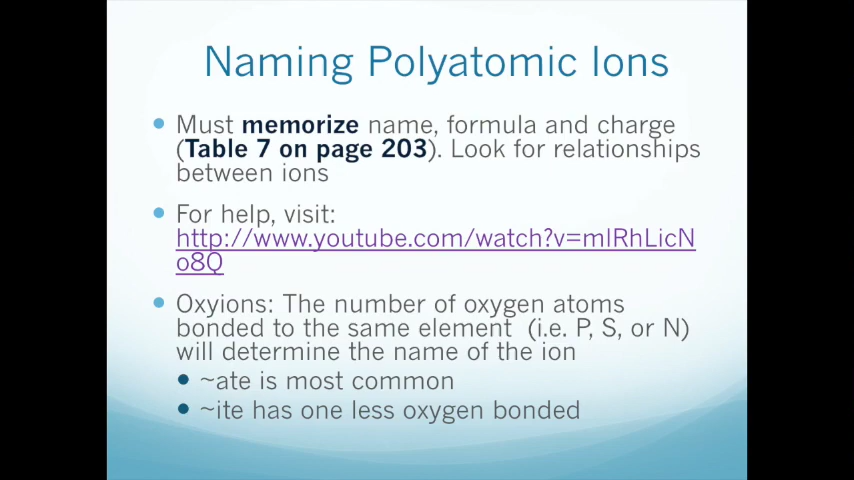 Naming Polyatomic Ions
Must memorize name, formula and charge
(Table 7 on page 203). Look for relationships
between ions
For help, visit:
http://www.youtube.com/watch?v=mlRhLicN
o8Q
Oxyions: The number of oxygen atoms
bonded to the same element (i.e. P, S, or N)
will determine the name of the ion
~ate is most common
~ite has one less oxygen bonded